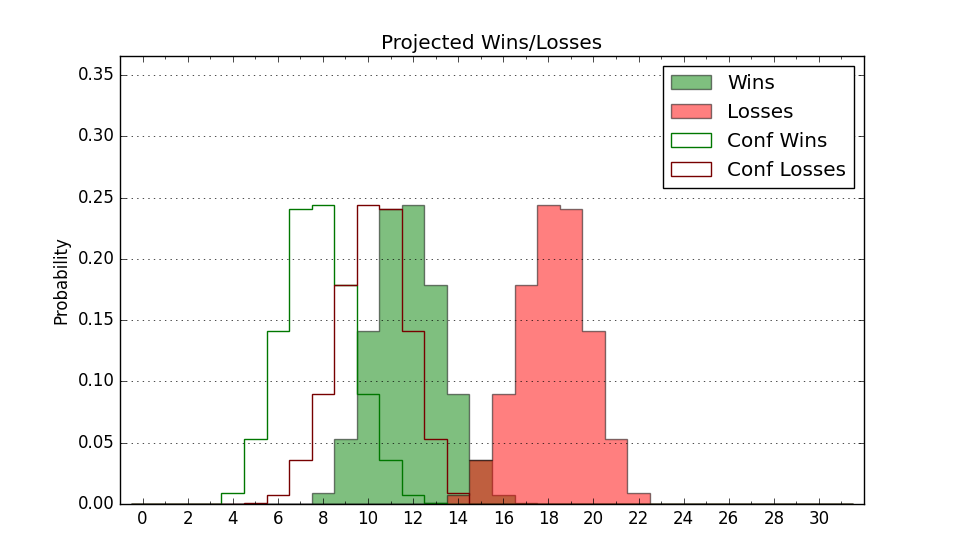 Projected Wins/Losses
Wins
Losses
Conf Wins
Conf Losses
Probability
0.35
0.30
0.25
0.20
0.15
0.10
0.05
0.00
0 2 4 6 8 10 12 14 16 18 20 22 24 26 28 30